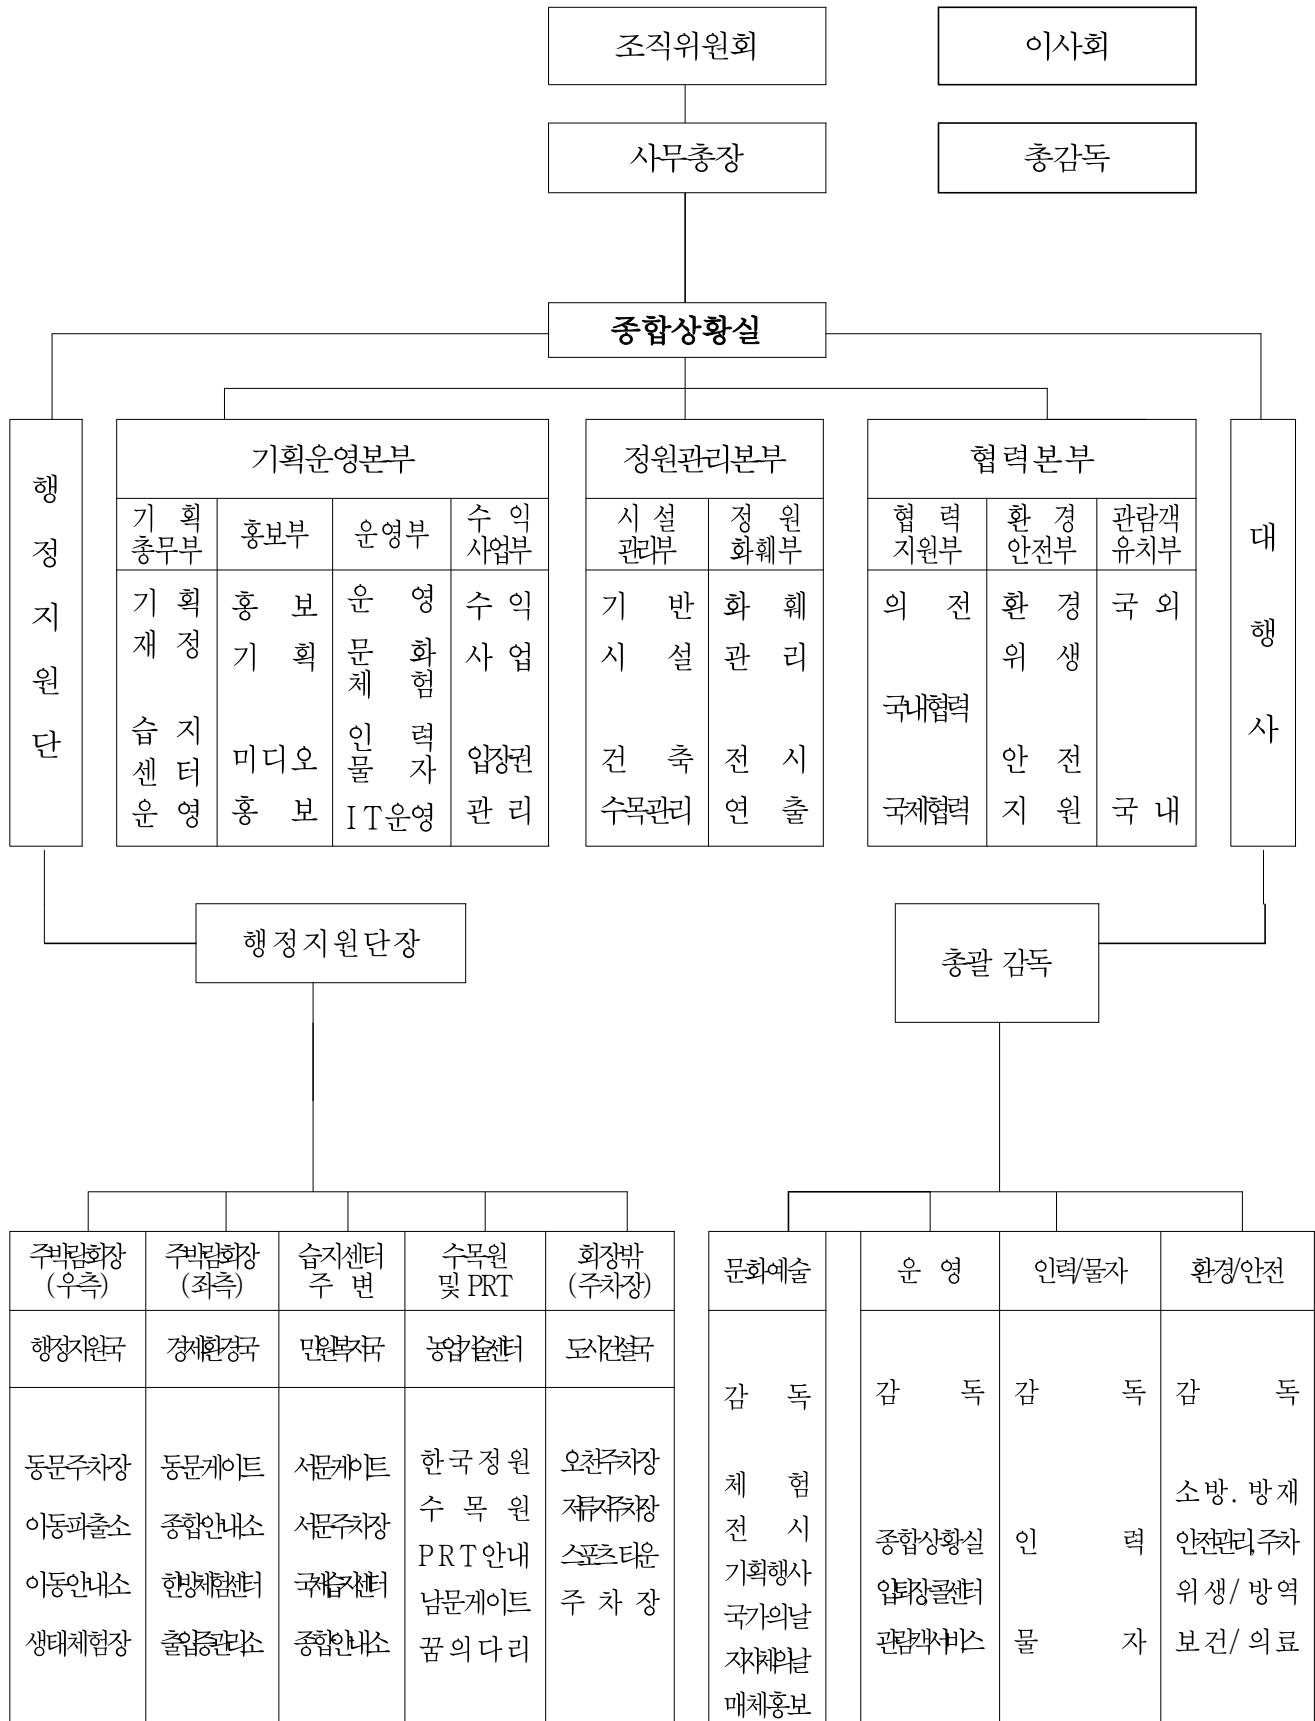 조직위원회
이사회
사무총장
총감독
종합상황실
행
정
지
원
단
기획운영본부
기 획
총무부
홍보부
운영부
수 익
사업부
기 획
재 정
습 지
센 터
운 영
홍 보
기 획
미디오
홍 보
운 영
문 화
체 험
인 력
물 자
IT운영
수 익
사 업
입장권
관 리
정원관리본부
시 설
관리부
정 원
화훼부
기 반
시 설
건 축
수목관리
화 훼
관 리
전 시
연 출
협력본부
협 력
지원부
환 경
안전부
관람객
유치부
의 전
국내협력
국제협력
환 경
위 생
안 전
지 원
국 외
국 내
대
행
사
행정지원단장
총괄 감독
주박람회장
(우측)
행정지원국
동문주차장
이동파출소
이동안내소
생태체험장
주박람회장
(좌측)
경제환경국
동문게이트
종합안내소
한방체험센터
출입증관리소
습지센터
주 변
민원복지국
서문게이트
서문주차장
국제습지센터
종합안내소
수목원
및 PRT
농업기술센터
한국정원
수 목 원
PRT안내
남문게이트
꿈의다리
회장밖
(주차장)
도시건설국
오천주차장
저류지주차장
스포츠타운
주 차 장
문화예술
감 독
체 험
전 시
기획행사
국가의날
지자체의날
매체홍보
운 영
감 독
종합상황실
입퇴장콜센터
관람객서비스
인력/물자
감 독
인 력
물 자
환경/안전
감 독
소방. 방재
안전관리,주차
위생/방역
보건/의료